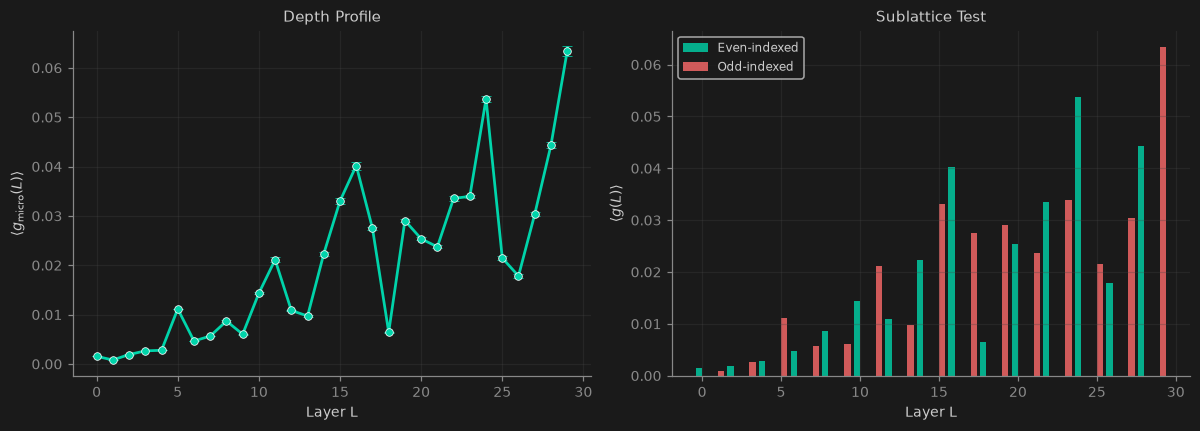 Depth Profile
⟨g_micro(L)⟩
0.06
0.05
0.04
0.03
0.02
0.01
0.00
0 5 10 15 20 25 30
Layer L
Sublattice Test
Even-indexed
Odd-indexed
⟨g(L)⟩
0.06
0.05
0.04
0.03
0.02
0.01
0.00
0 5 10 15 20 25 30
Layer L